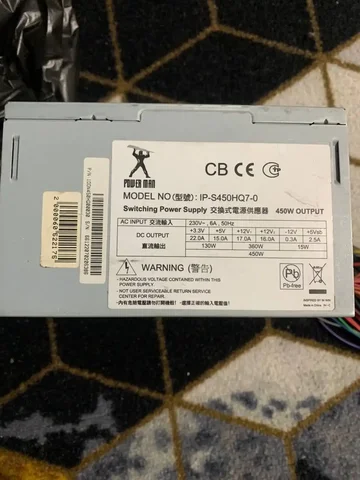 POWER MAN
CB CE
MODEL NO(型號): IP-S450HQ7-0
Switching Power Supply 交換式電源供應器 450W OUTPUT
AC INPUT 交流輸入 230V~, 6A, 50Hz
DC OUTPUT 直流輸出
+3.3V +5V +12V₁ +12V₂ -12V +5Vsb
22.0A 15.0A 17.0A 16.0A 0.3A 2.5A
130W 360W 15W
450W
WARNING (警告)
-HAZARDOUS VOLTAGE CONTAINED WITHIN THIS
POWER SUPPLY
-NOT USER SERVICEABLE RETURN SERVICE
CENTER FOR REPAIR
Pb
Pb-free